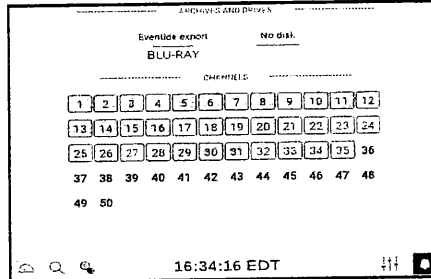 ARCHIVES AND DRIVES
Eventide export No disk
BLU-RAY
CHANNELS
1 2 3 4 5 6 7 8 9 10 11 12
13 14 15 16 17 18 19 20 21 22 23 24
25 26 27 28 29 30 31 32 33 34 35 36
37 38 39 40 41 42 43 44 45 46 47 48
49 50
16:34:16 EDT